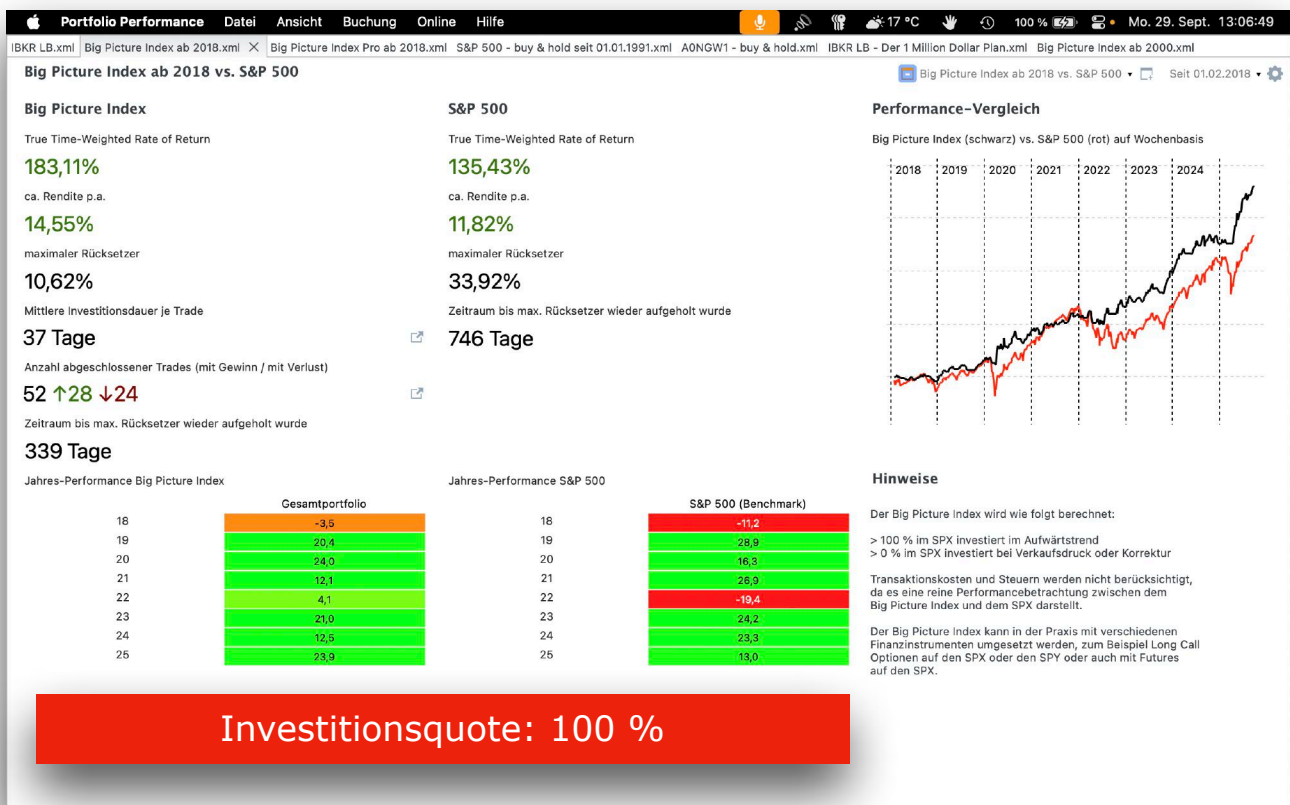 Portfolio Performance Datei Ansicht Buchung Online Hilfe 17 °C 100 % Mo. 29. Sept. 13:06:49
IBKR LB.xml Big Picture Index ab 2018.xml Big Picture Index Pro ab 2018.xml S&P 500 - buy & hold seit 01.01.1991.xml A0NGW1 - buy & hold.xml IBKR LB - Der 1 Million Dollar Plan.xml Big Picture Index ab 2000.xml
Big Picture Index ab 2018 vs. S&P 500
Big Picture Index ab 2018 vs. S&P 500 Seit 01.02.2018
Big Picture Index
True Time-Weighted Rate of Return
183,11%
ca. Rendite p.a.
14,55%
maximaler Rücksetzer
10,62%
Mittlere Investitionsdauer je Trade
37 Tage
Anzahl abgeschlossener Trades (mit Gewinn / mit Verlust)
52 ↑28 ↓24
Zeitraum bis max. Rücksetzer wieder aufgeholt wurde
339 Tage
S&P 500
True Time-Weighted Rate of Return
135,43%
ca. Rendite p.a.
11,82%
maximaler Rücksetzer
33,92%
Zeitraum bis max. Rücksetzer wieder aufgeholt wurde
746 Tage
Performance-Vergleich
Big Picture Index (schwarz) vs. S&P 500 (rot) auf Wochenbasis
2018 2019 2020 2021 2022 2023 2024
Jahres-Performance Big Picture Index
Gesamtportfolio
18 -3,5
19 20,4
20 24,0
21 12,1
22 4,1
23 21,0
24 12,5
25 23,9
Jahres-Performance S&P 500
S&P 500 (Benchmark)
18 -11,2
19 28,9
20 16,3
21 26,9
22 -19,4
23 24,2
24 23,3
25 13,0
Hinweise
Der Big Picture Index wird wie folgt berechnet:
> 100 % im SPX investiert im Aufwärtstrend
> 0 % im SPX investiert bei Verkaufsdruck oder Korrektur
Transaktionskosten und Steuern werden nicht berücksichtigt,
da es eine reine Performancebetrachtung zwischen dem
Big Picture Index und dem SPX darstellt.
Der Big Picture Index kann in der Praxis mit verschiedenen
Finanzinstrumenten umgesetzt werden, zum Beispiel Long Call
Optionen auf den SPX oder den SPY oder auch mit Futures
auf den SPX.
Investitionsquote: 100 %